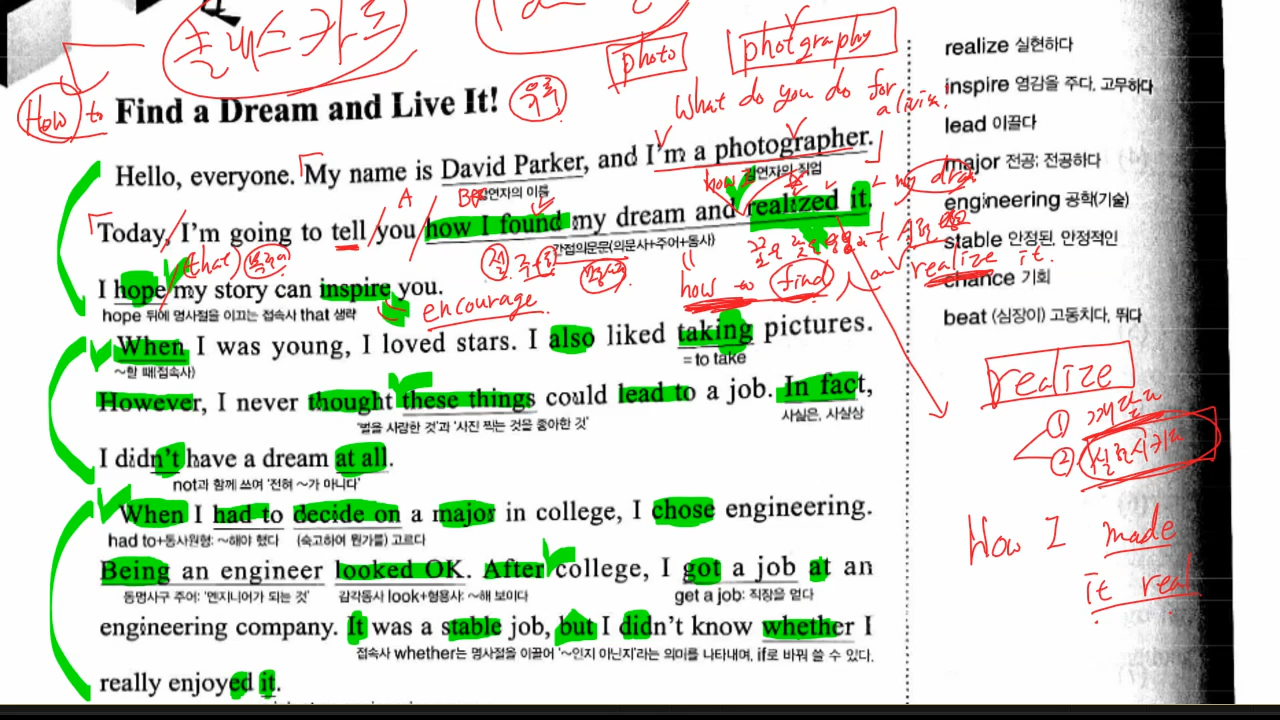 클래스카드
photo
photography
What do you do for
a living.
How to
Find a Dream and Live It!
Hello, everyone. My name is David Parker, and I'm a photographer.
강연자의 이름
강연자의 직업
how I
my dream
A
Today, I'm going to tell you how I found my dream and realized it.
간접의문문(의문사+주어+동사)
(that)
how to find
realize it.
I hope my story can inspire you.
hope 뒤에 명사절을 이끄는 접속사 that 생략
encourage
When I was young, I loved stars. I also liked taking pictures.
~할 때(접속사)
= to take
However, I never thought these things could lead to a job. In fact,
'별을 사랑한 것'과 '사진 찍는 것을 좋아한 것'
사실은, 사실상
I didn't have a dream at all.
not과 함께 쓰여 '전혀 ~가 아니다'
When I had to decide on a major in college, I chose engineering.
had to+동사원형: ~해야 했다
(숙고하여 뭔가를) 고르다
Being an engineer looked OK. After college, I got a job at an
동명사구 주어: '엔지니어가 되는 것'
감각동사 look+형용사: ~해 보이다
get a job: 직장을 얻다
engineering company. It was a stable job, but I didn't know whether I
접속사 whether는 명사절을 이끌어 '~인지 아닌지'라는 의미를 나타내며, if로 바꿔 쓸 수 있다.
really enjoyed it.
realize 실현하다
inspire 영감을 주다, 고무하다
lead 이끌다
major 전공; 전공하다
engineering 공학(기술)
stable 안정된, 안정적인
chance 기회
beat (심장이) 고동치다, 뛰다
realize
① 깨닫다
② 실현시키다
How I made
it real